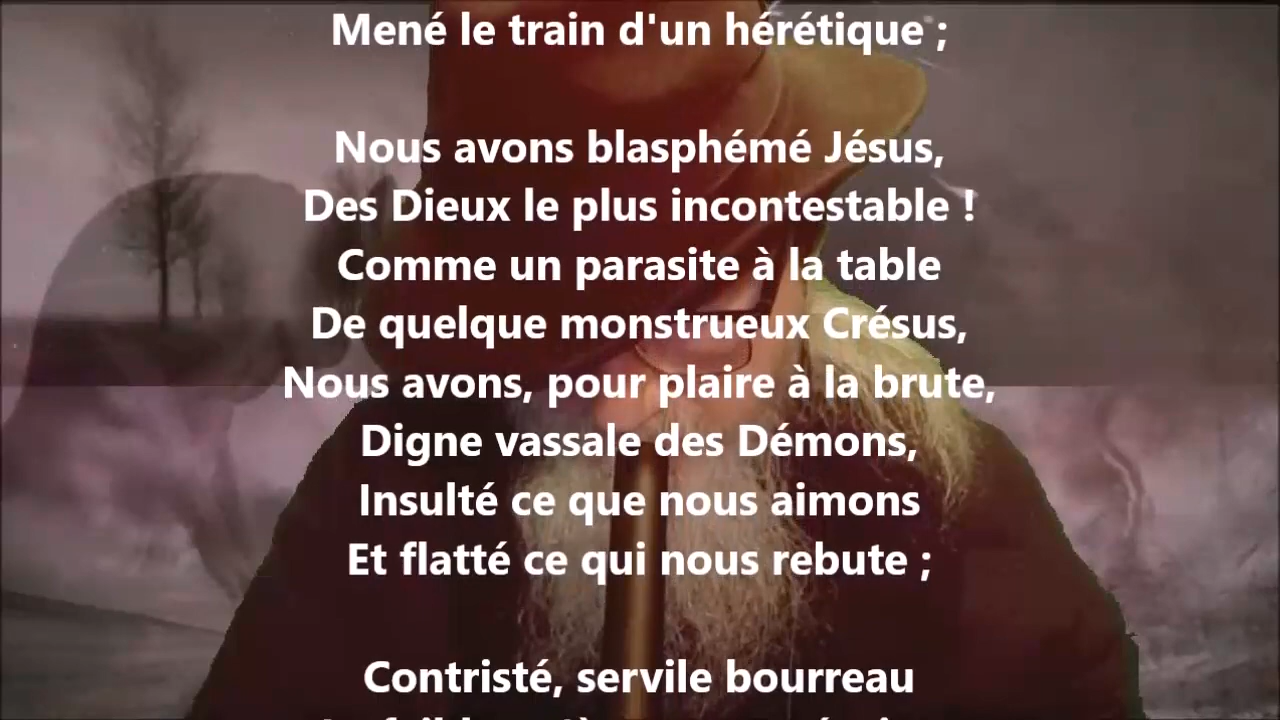 Mené le train d'un hérétique ;
Nous avons blasphémé Jésus,
Des Dieux le plus incontestable !
Comme un parasite à la table
De quelque monstrueux Crésus,
Nous avons, pour plaire à la brute,
Digne vassale des Démons,
Insulté ce que nous aimons
Et flatté ce qui nous rebute ;
Contristé, servile bourreau